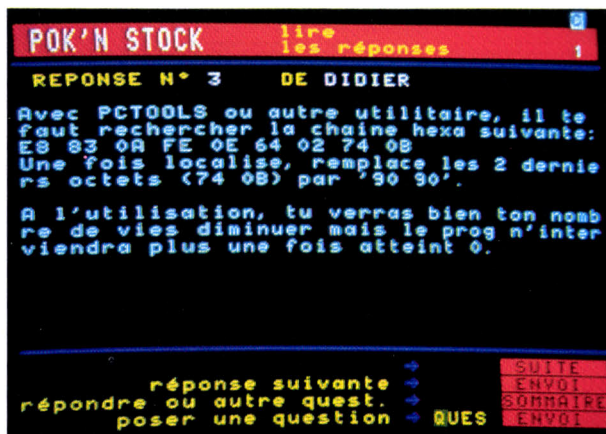 C
POK'N STOCK lire
les réponses 1
REPONSE N° 3 DE DIDIER
Avec PCTOOLS ou autre utilitaire, il te
faut rechercher la chaine hexa suivante:
E8 83 0A FE 0E 64 02 74 0B
Une fois localise, remplace les 2 dernie
rs octets (74 0B) par '90 90'.
A l'utilisation, tu verras bien ton nomb
re de vies diminuer mais le prog n'inter
viendra plus une fois atteint 0.
→ SUITE
réponse suivante → ENVOI
répondre ou autre quest. → SOMMAIRE
poser une question → QUES ENVOI